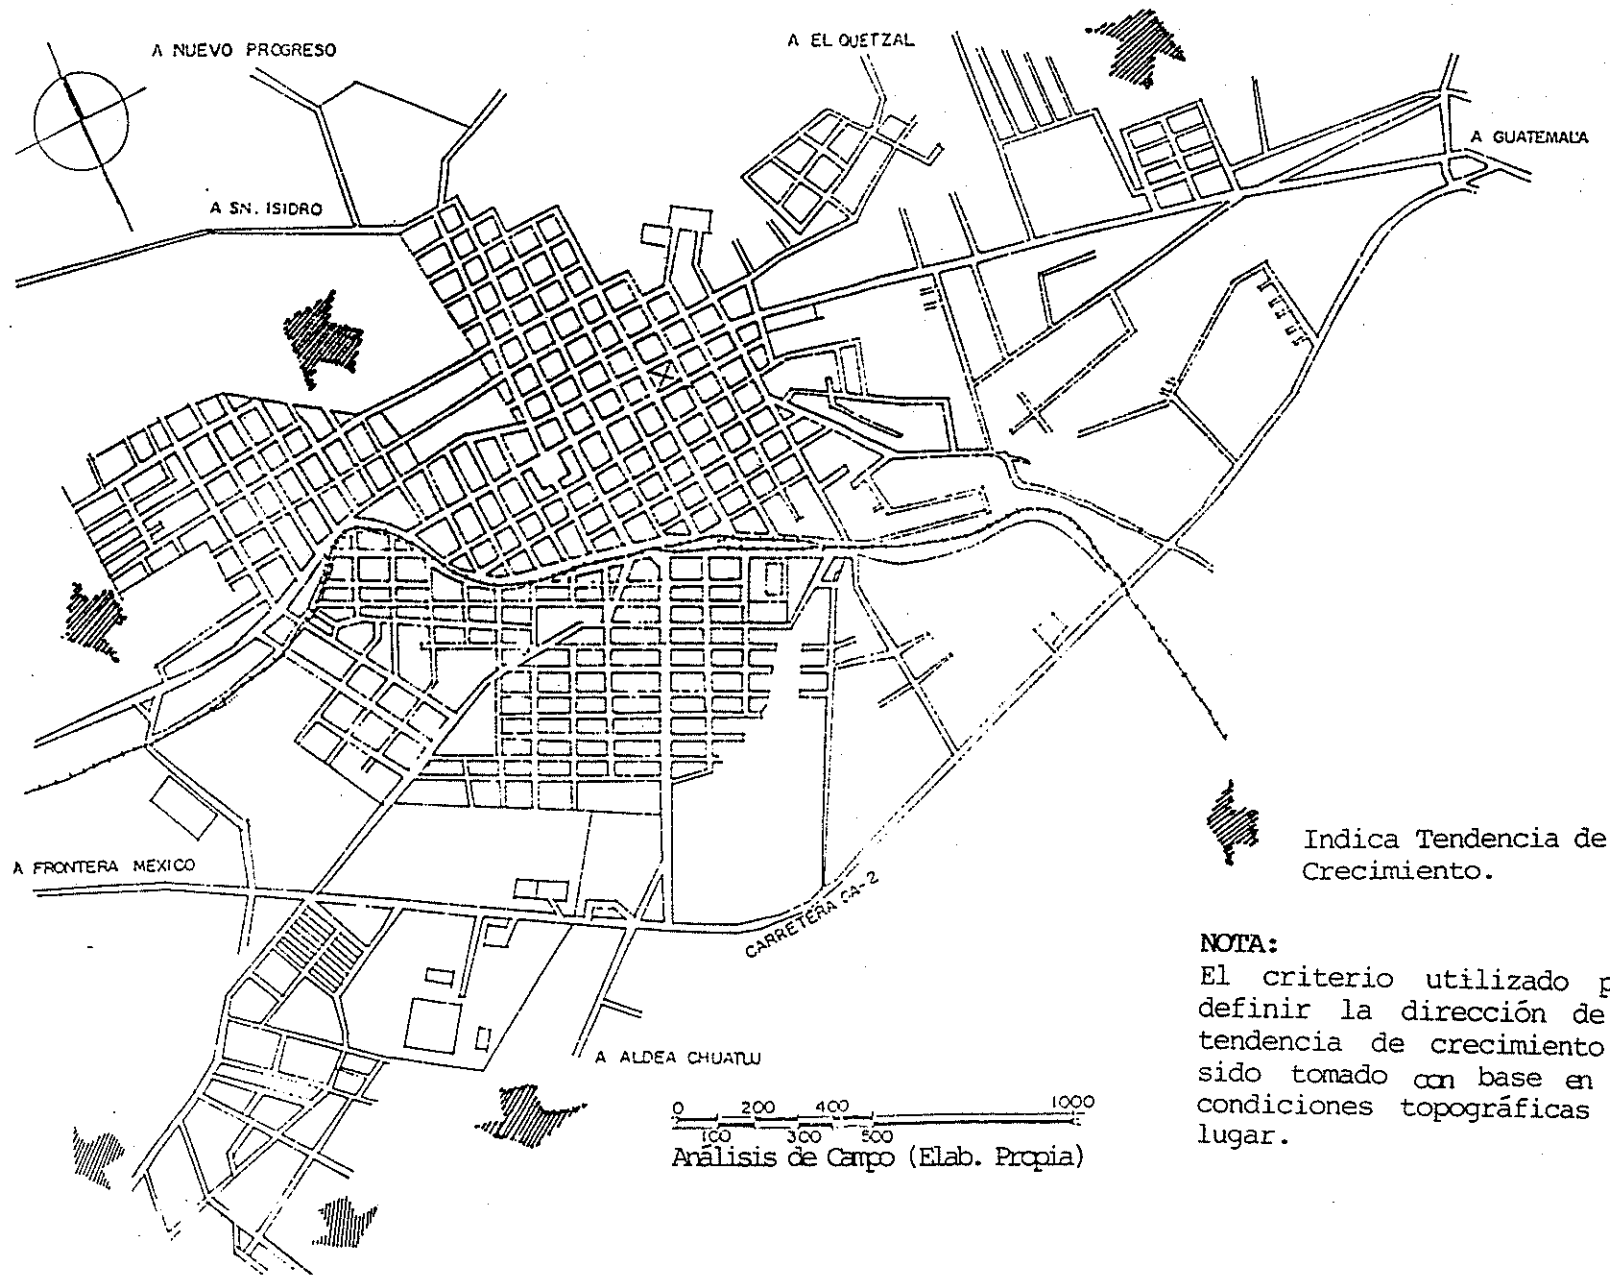 A NUEVO PROGRESO
A EL QUETZAL
A GUATEMALA
A SN. ISIDRO
Indica Tendencia de
Crecimiento.
A FRONTERA MEXICO
CARRETERA CA-2
NOTA:
El criterio utilizado p
definir la dirección de
tendencia de crecimiento
sido tomado con base en
condiciones topográficas
lugar.
A ALDEA CHUATUJ
0 200 400 1000
100 300 500
Análisis de Campo (Elab. Propia)